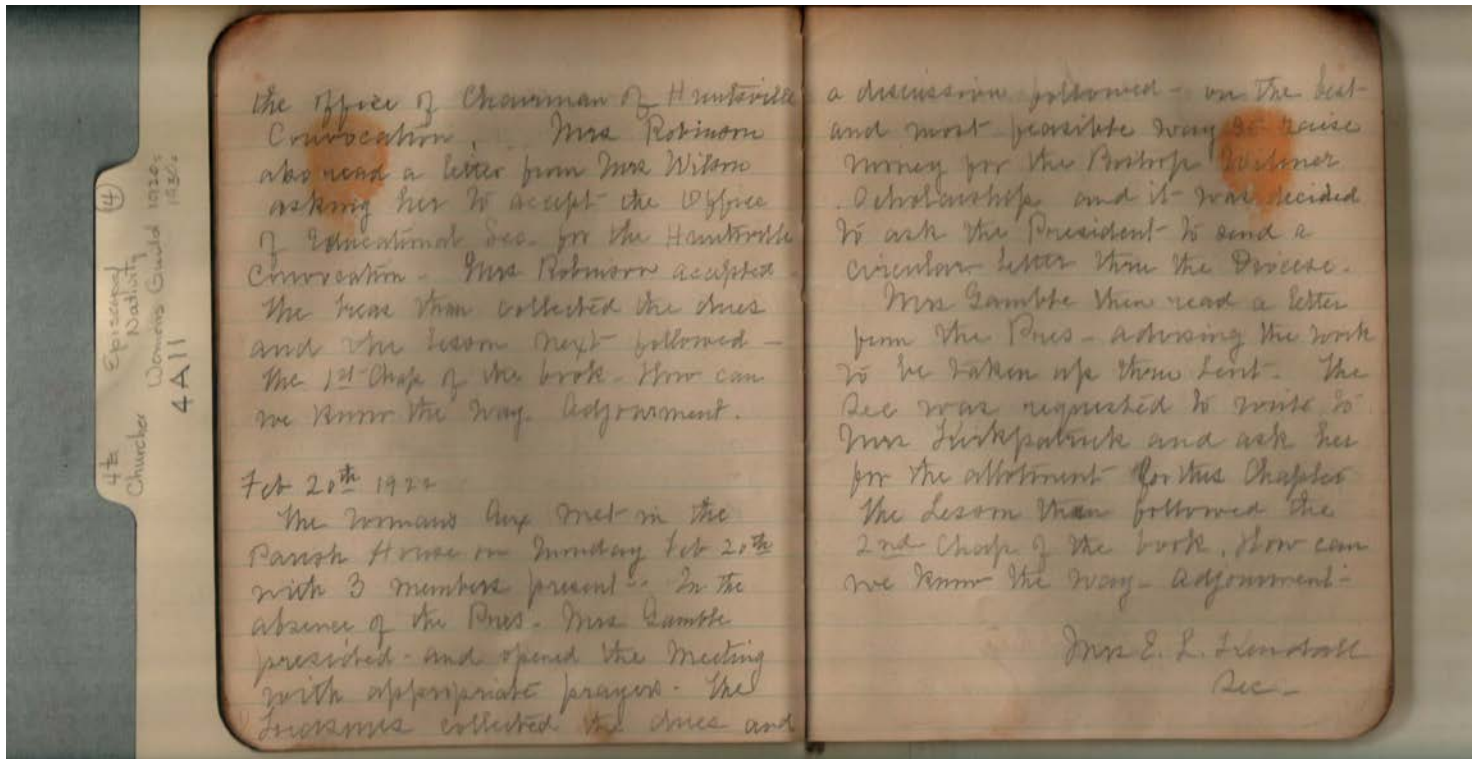 4th Episcopal ④
Churches Nativity
Womens Guild 1920s
1930s
4A11
the office of Chairman of Huntsville
Convocation. Mrs Robinson
also read a letter from Mrs Wilson
asking her to accept the Office
of Educational Sec. for the Huntsville
Convocation - Mrs Robinson accepted.
The treas then collected the dues
and the lesson next followed -
the 1st Chap of the book - How can
we know the Way. Adjournment.
Feb 20th 1922
The Womans Aux met in the
Parish House on Monday Feb 20th
with 3 members present - In the
absence of the Pres - Mrs Gamble
presided - and opened the Meeting
with appropriate prayers - The
collected the dues and
a discussion followed - on the best
and most feasible way to raise
money for the Bishop Wilmer
Scholarship and it was decided
to ask the President to send a
circular letter thru the Diocese -
Mrs Gamble then read a letter
from the Pres - advising the work
to be taken up thru Lent - The
Sec was requested to write to
Mrs Kirkpatrick and ask her
for the allotment for this Chapter
The Lesson then followed the
2nd Chap of the book, How can
we know the way - Adjournment -
Mrs E. L.
Sec -